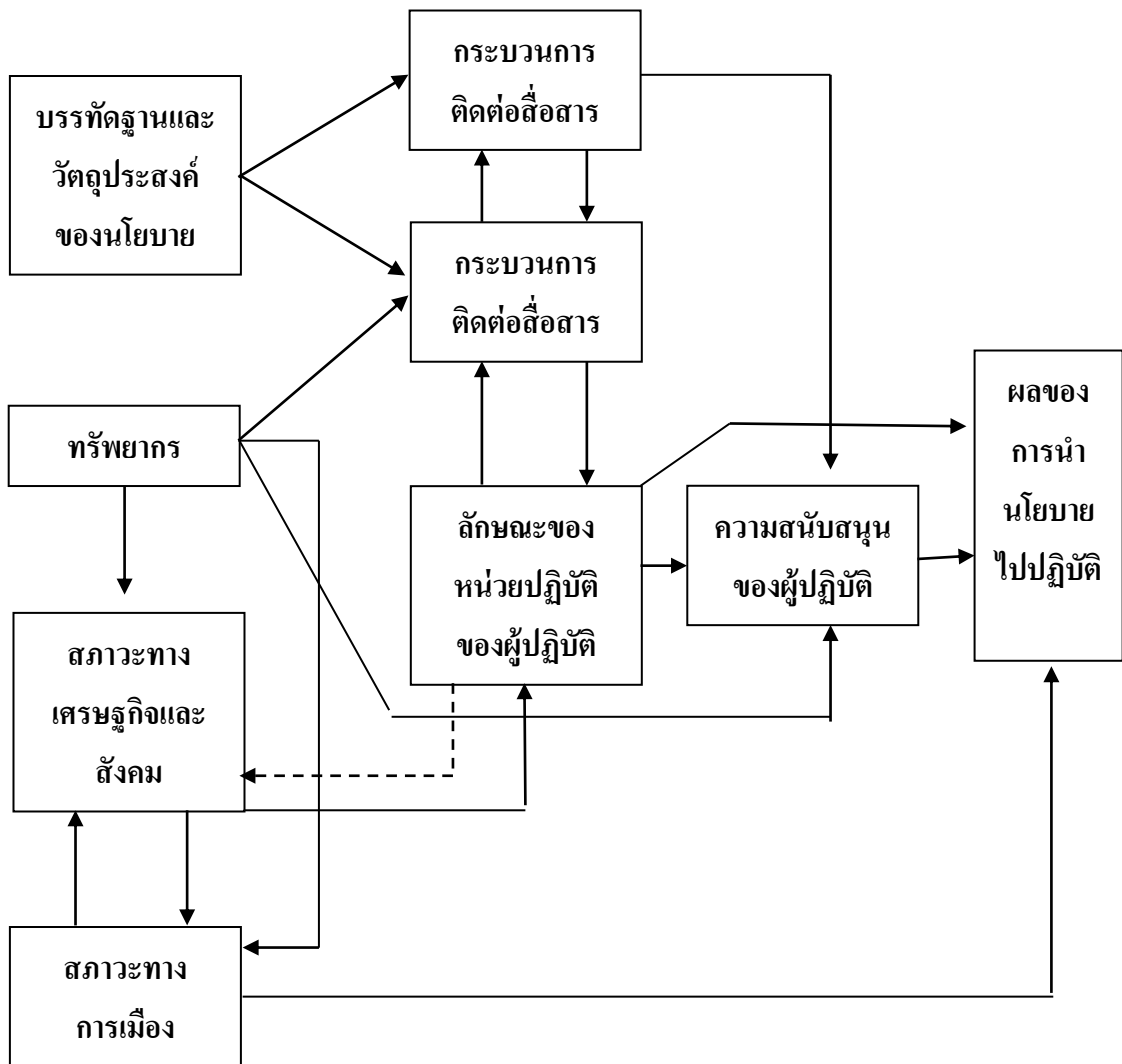 กระบวนการ
ติดต่อสื่อสาร
บรรทัดฐานและ
วัตถุประสงค์
ของนโยบาย
กระบวนการ
ติดต่อสื่อสาร
ทรัพยากร
ผลของ
การนำ
นโยบาย
ไปปฏิบัติ
ลักษณะของ
หน่วยปฏิบัติ
ของผู้ปฏิบัติ
ความสนับสนุน
ของผู้ปฏิบัติ
สภาวะทาง
เศรษฐกิจและ
สังคม
สภาวะทาง
การเมือง